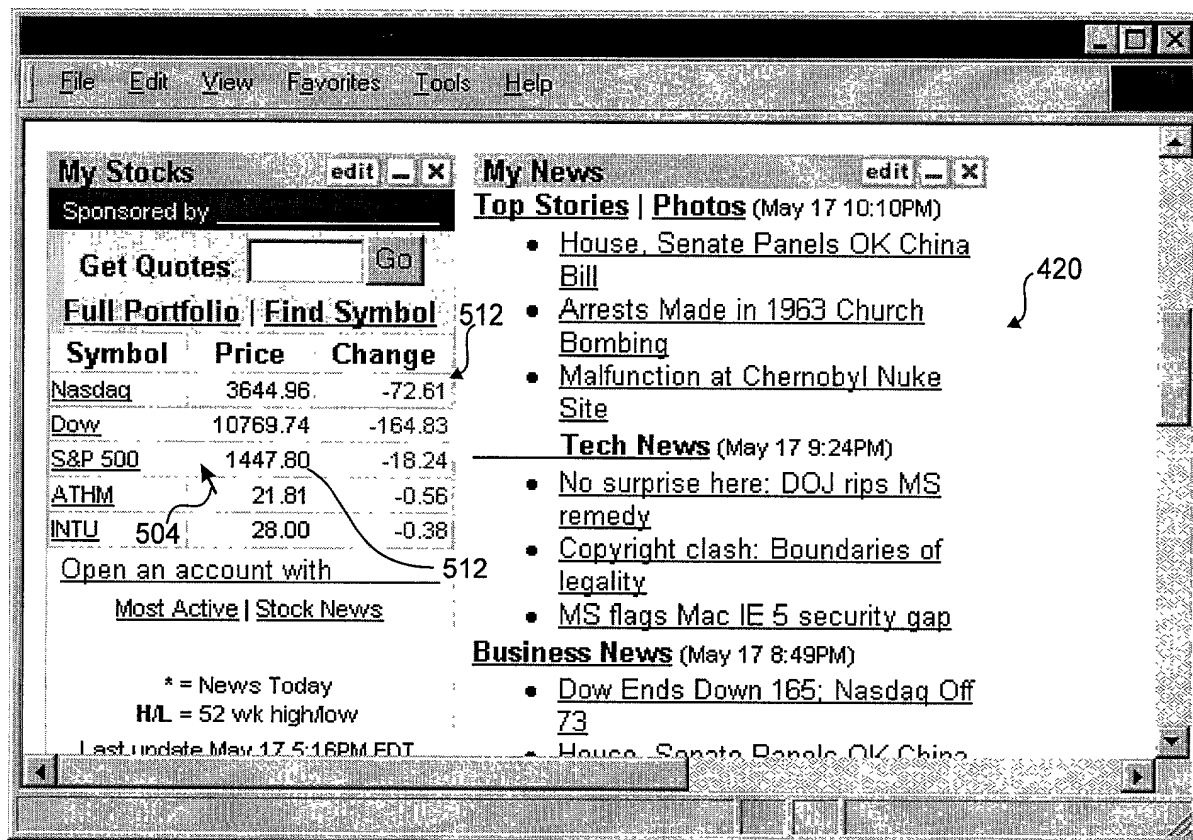 File Edit View Favorites Tools Help
My Stocks edit
Sponsored by
Get Quotes: Go
Full Portfolio | Find Symbol
512
Symbol Price Change
Nasdaq 3644.96 -72.61
Dow 10769.74 -164.83
S&P 500 1447.80 -18.24
ATHM 21.81 -0.56
INTU 28.00 -0.38
504
512
Open an account with
Most Active | Stock News
* = News Today
H/L = 52 wk high/low
Last update May 17 5:16PM EDT
My News edit
Top Stories | Photos (May 17 10:10PM)
• House, Senate Panels OK China
Bill
420
• Arrests Made in 1963 Church
Bombing
• Malfunction at Chernobyl Nuke
Site
Tech News (May 17 9:24PM)
• No surprise here: DOJ rips MS
remedy
• Copyright clash: Boundaries of
legality
• MS flags Mac IE 5 security gap
Business News (May 17 8:49PM)
• Dow Ends Down 165; Nasdaq Off
73
• House, Senate Panels OK China